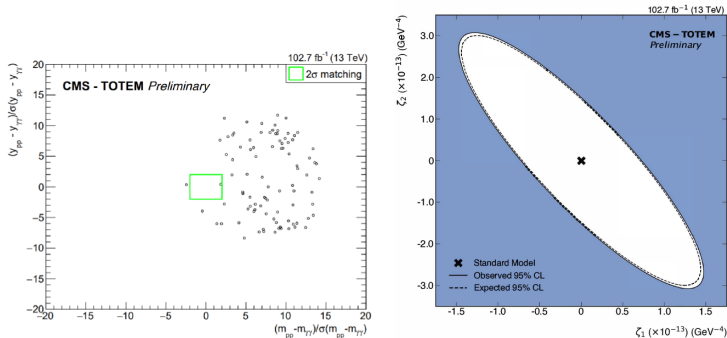 102.7 fb⁻¹ (13 TeV)
CMS - TOTEM Preliminary
2σ matching
(y_pp - y_γγ)/σ(y_pp - y_γγ)
20
15
10
5
0
−5
−10
−15
−20
−20 −15 −10 −5 0 5 10 15 20
(m_pp-m_γγ)/σ(m_pp-m_γγ)
102.7 fb⁻¹ (13 TeV)
CMS − TOTEM
Preliminary
ζ₂ (×10⁻¹³) (GeV⁻⁴)
3.0
2.0
1.0
0
-1.0
-2.0
-3.0
Standard Model
Observed 95% CL
Expected 95% CL
-1.5 -1.0 -0.5 0 0.5 1.0 1.5
ζ₁ (×10⁻¹³) (GeV⁻⁴)